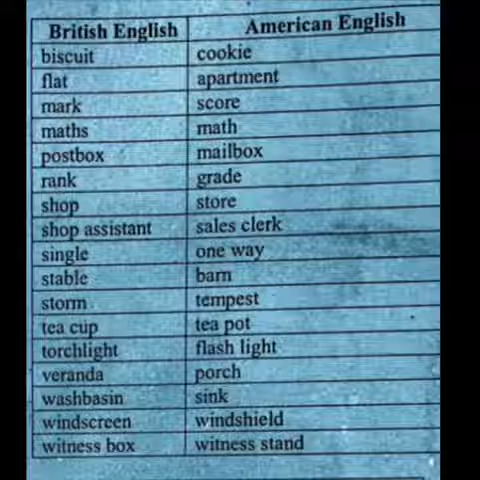 British English American English
biscuit cookie
flat apartment
mark score
maths math
postbox mailbox
rank grade
shop store
shop assistant sales clerk
single one way
stable barn
storm tempest
tea cup tea pot
torchlight flash light
veranda porch
washbasin sink
windscreen windshield
witness box witness stand